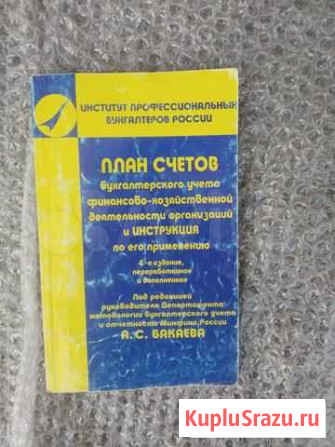 ИНСТИТУТ ПРОФЕССИОНАЛЬНЫХ
БУХГАЛТЕРОВ РОССИИ
ПЛАН СЧЕТОВ
бухгалтерского учета
финансово-хозяйственной
деятельности организаций
и ИНСТРУКЦИЯ
по его применению
4-е издание,
переработанное
и дополненное
Под редакцией
руководителя Департамента
методологии бухгалтерского учета
и отчетности Минфина России
А. С. БАКАЕВА
KupluSrazu.ru